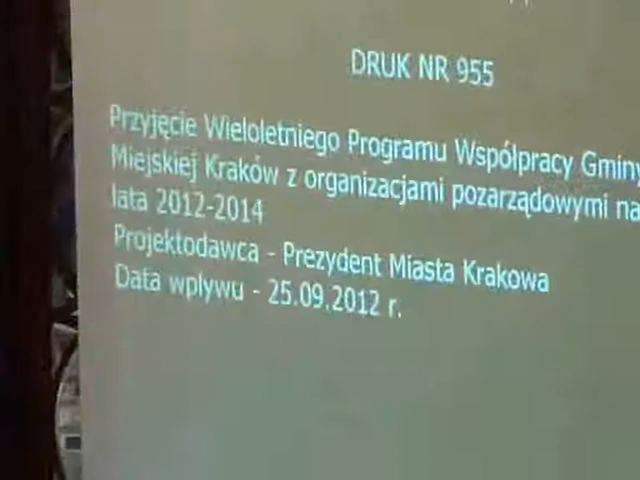 DRUK NR 955
Przyjęcie Wieloletniego Programu Współpracy Gminy
Miejskiej Kraków z organizacjami pozarządowymi na
lata 2012-2014
Projektodawca - Prezydent Miasta Krakowa
Data wpływu - 25.09.2012 r.